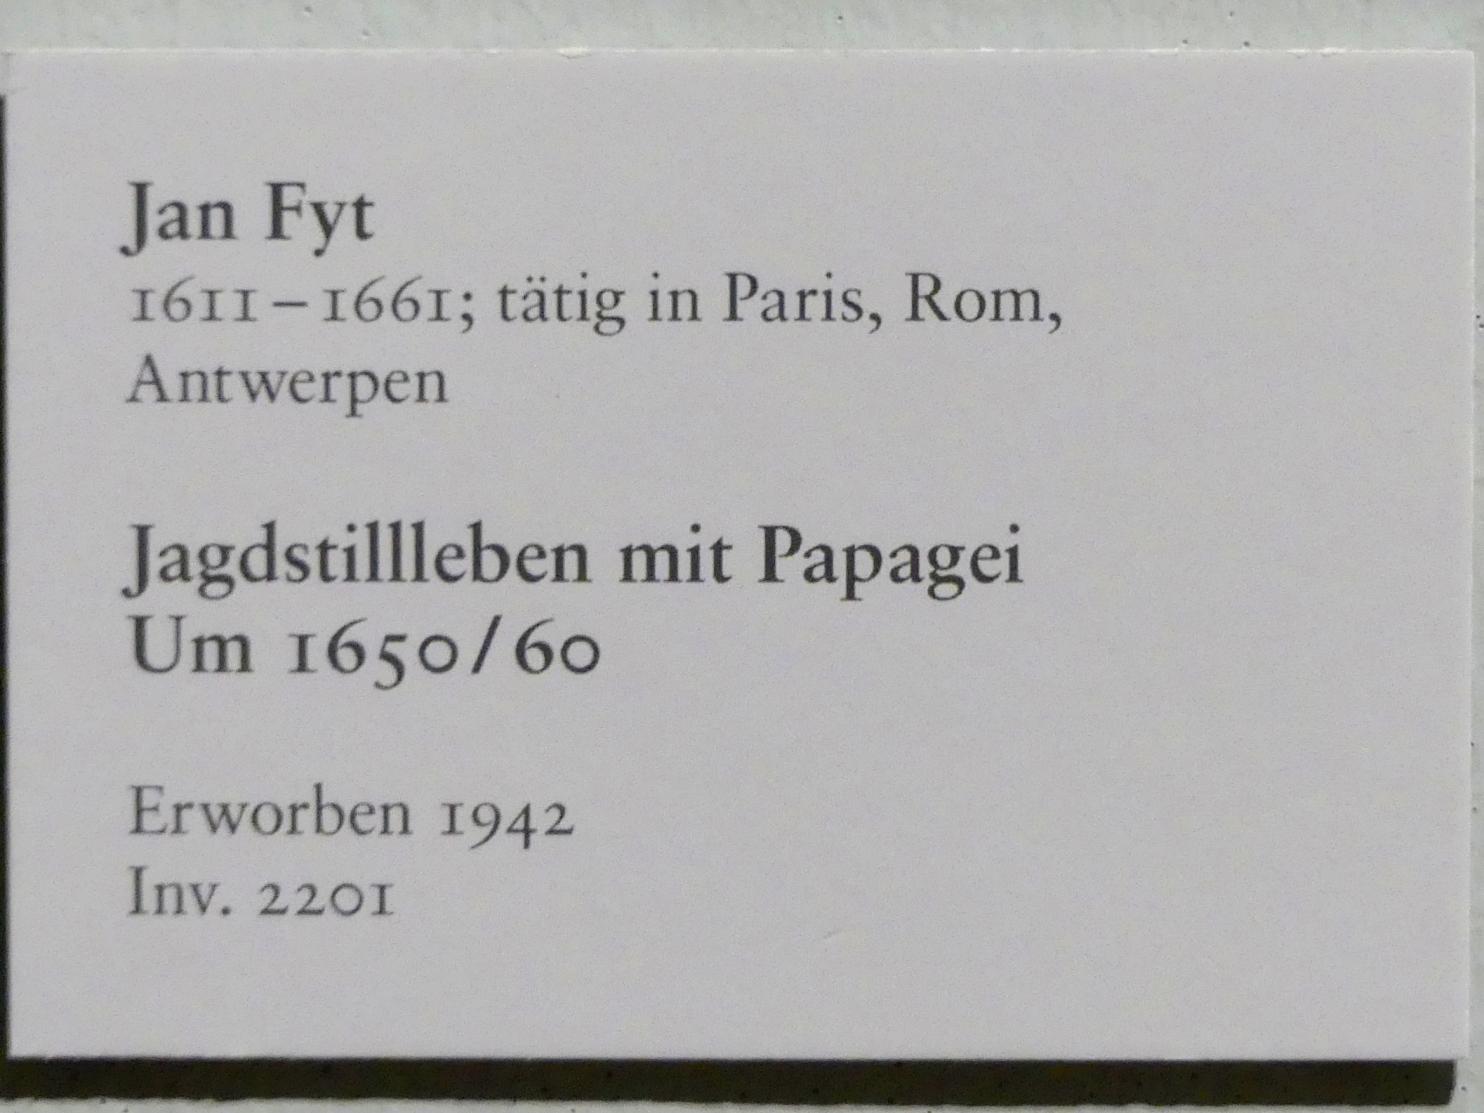 Jan Fyt
1611–1661; tätig in Paris, Rom,
Antwerpen
Jagdstillleben mit Papagei
Um 1650/60
Erworben 1942
Inv. 2201